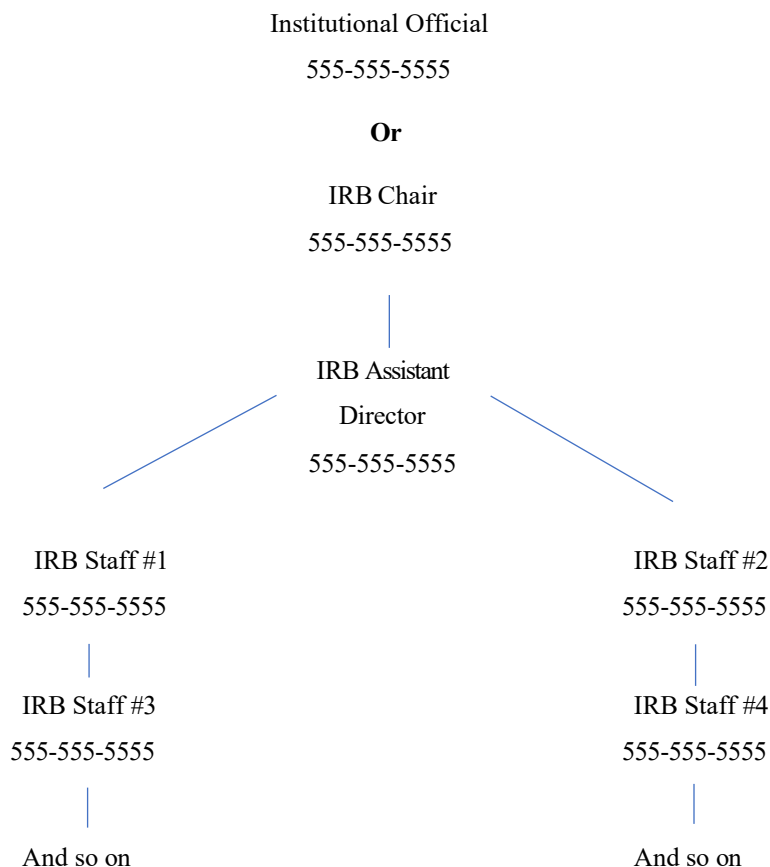 Institutional Official
555-555-5555
Or
IRB Chair
555-555-5555
IRB Assistant
Director
555-555-5555
IRB Staff #1
555-555-5555
IRB Staff #2
555-555-5555
IRB Staff #3
555-555-5555
IRB Staff #4
555-555-5555
And so on
And so on